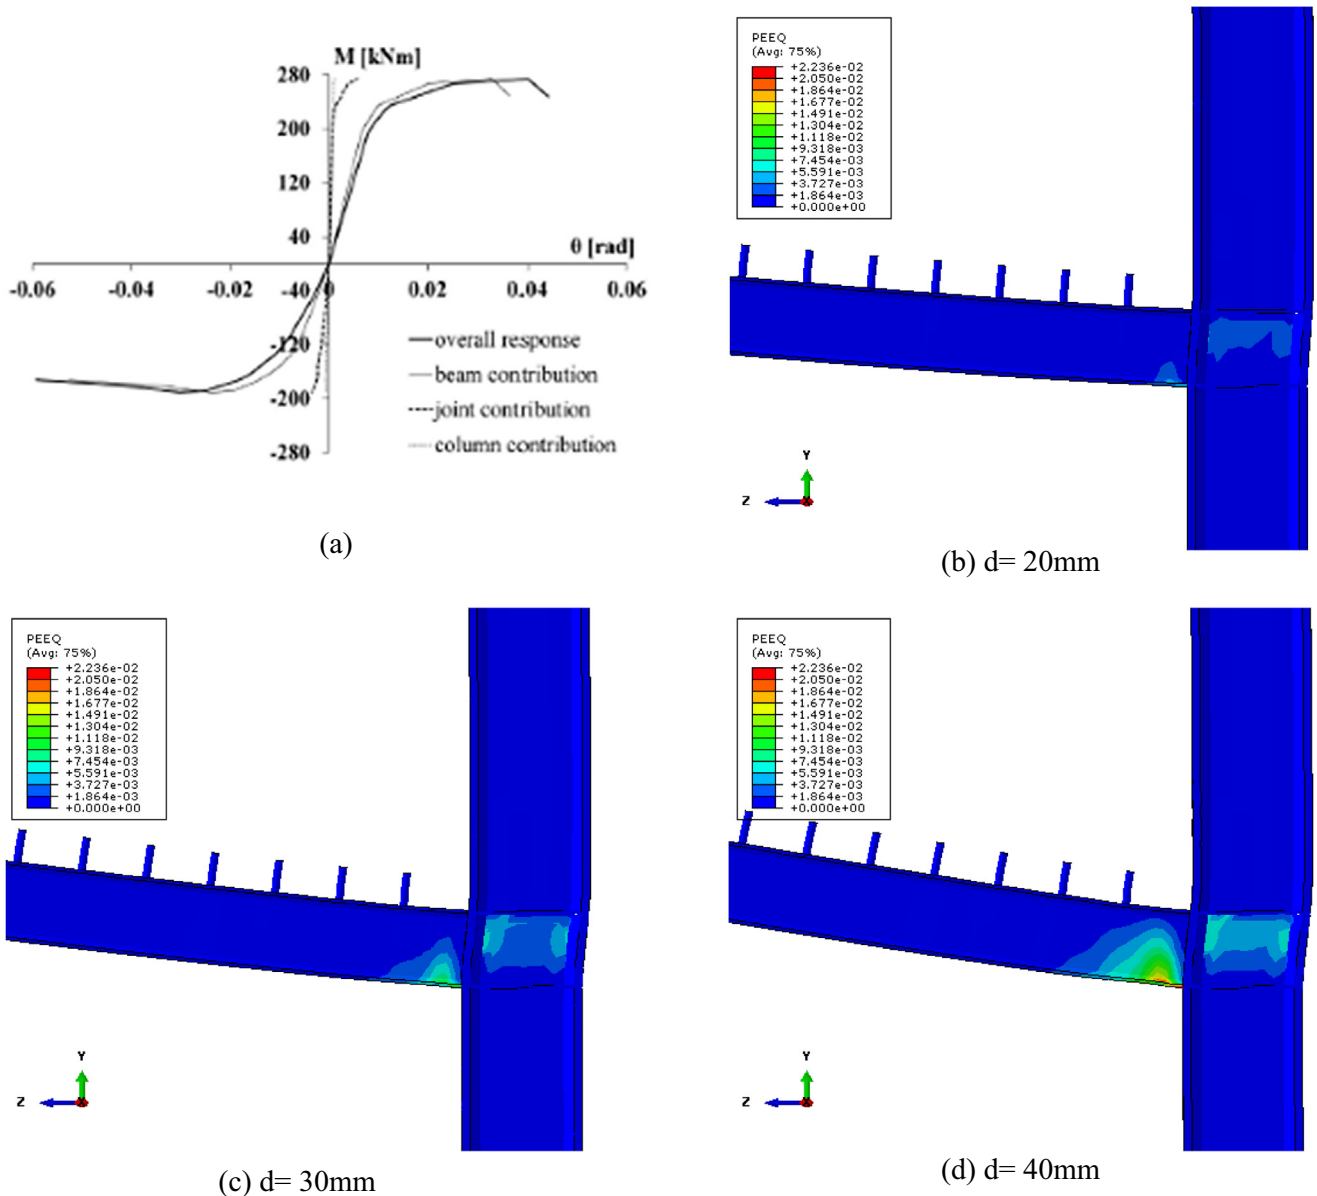 M [kNm]
280
200
120
40
θ [rad]
-0.06
-0.04
-0.02
0
0.02
0.04
0.06
-40
-120
-200
-280
overall response
beam contribution
joint contribution
column contribution
(a)
PEEQ
(Avg: 75%)
+2.236e-02
+2.050e-02
+1.864e-02
+1.677e-02
+1.491e-02
+1.304e-02
+1.118e-02
+9.318e-03
+7.454e-03
+5.591e-03
+3.727e-03
+1.864e-03
+0.000e+00
Y
Z
X
(b) d= 20mm
PEEQ
(Avg: 75%)
+2.236e-02
+2.050e-02
+1.864e-02
+1.677e-02
+1.491e-02
+1.304e-02
+1.118e-02
+9.318e-03
+7.454e-03
+5.591e-03
+3.727e-03
+1.864e-03
+0.000e+00
Y
Z
X
(c) d= 30mm
PEEQ
(Avg: 75%)
+2.236e-02
+2.050e-02
+1.864e-02
+1.677e-02
+1.491e-02
+1.304e-02
+1.118e-02
+9.318e-03
+7.454e-03
+5.591e-03
+3.727e-03
+1.864e-03
+0.000e+00
Y
Z
X
(d) d= 40mm